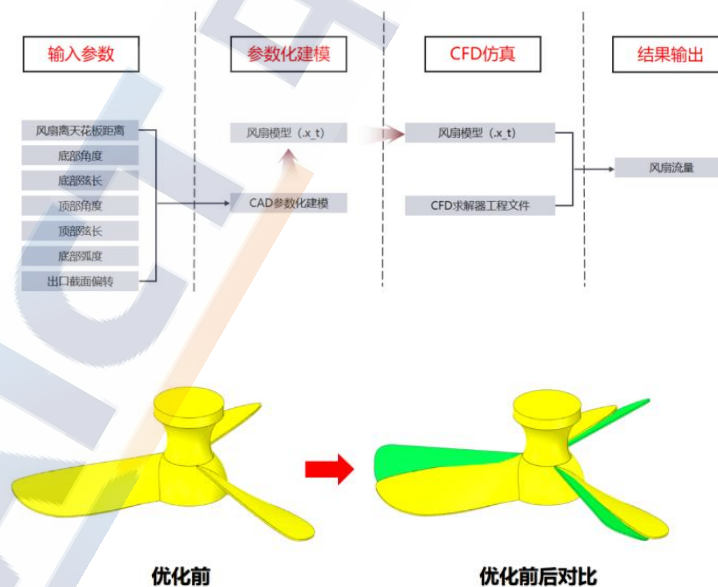 输入参数
参数化建模
CFD仿真
结果输出
风扇离天花板距离
底部角度
底部弦长
顶部角度
顶部弦长
底部弧度
出口截面偏转
风扇模型（.x_t）
CAD参数化建模
风扇模型（.x_t）
CFD求解器工程文件
风扇流量
优化前
优化前后对比